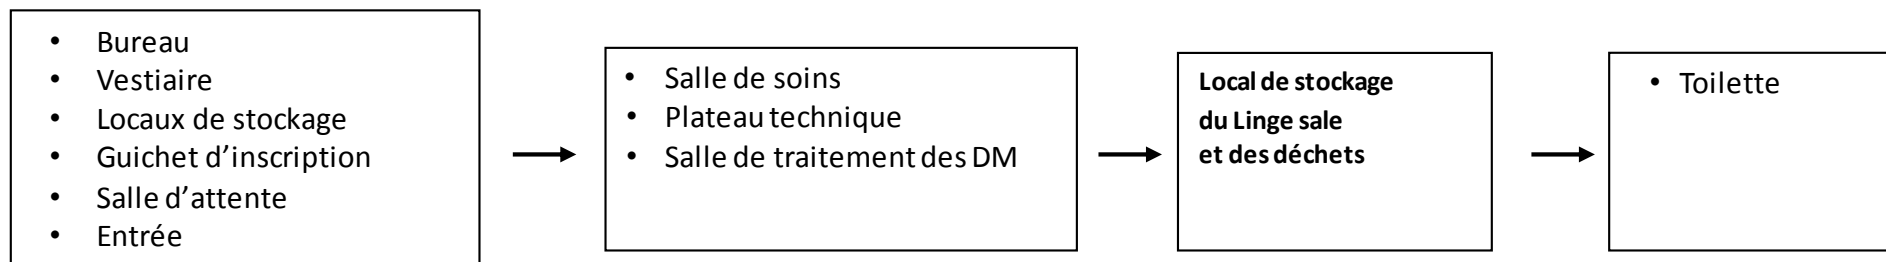 • Bureau
• Vestiaire
• Locaux de stockage
• Guichet d’inscription
• Salle d’attente
• Entrée
• Salle de soins
• Plateau technique
• Salle de traitement des DM
Local de stockage
du Linge sale
et des déchets
• Toilette